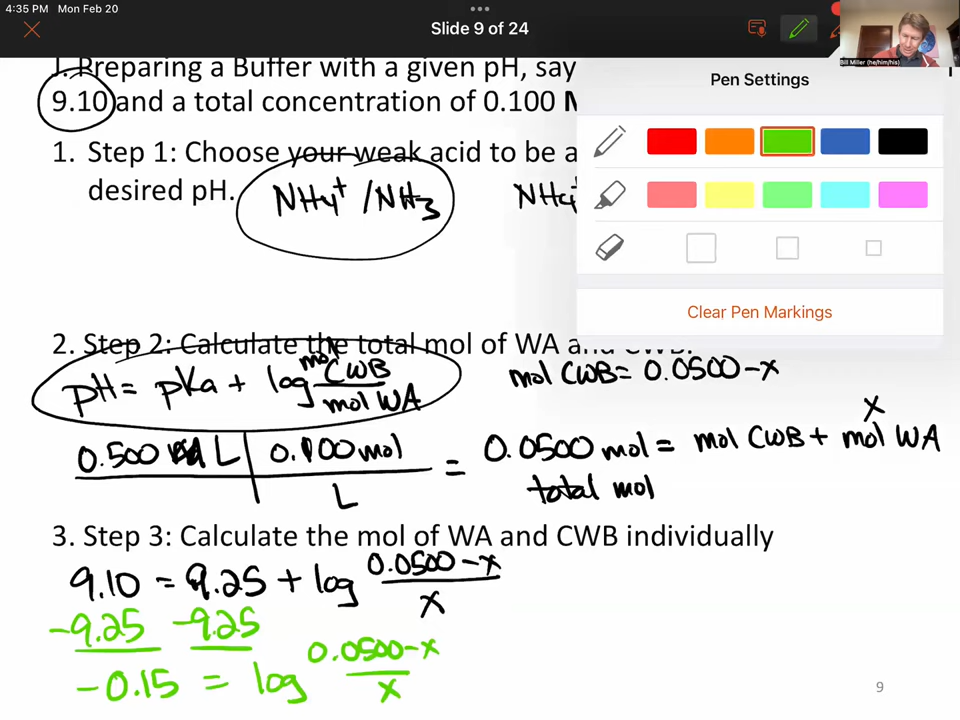 4:35 PM Mon Feb 20
Slide 9 of 24
Bill Miller (he/him/his)
Pen Settings
Clear Pen Markings
J. Preparing a Buffer with a given pH, say
9.10 and a total concentration of 0.100
1. Step 1: Choose your weak acid to be a
desired pH.
NH4+ / NH3
NH4+
2. Step 2: Calculate the total mol of WA and CWB.
pH = pKa + log mol CWB / mol WA
mol CWB = 0.0500 - x
x
0.500 L | 0.100 mol / L = 0.0500 mol = mol CWB + mol WA
total mol
3. Step 3: Calculate the mol of WA and CWB individually
9.10 = 9.25 + log 0.0500 - x / x
-9.25 -9.25
-0.15 = log 0.0500 - x / x
9